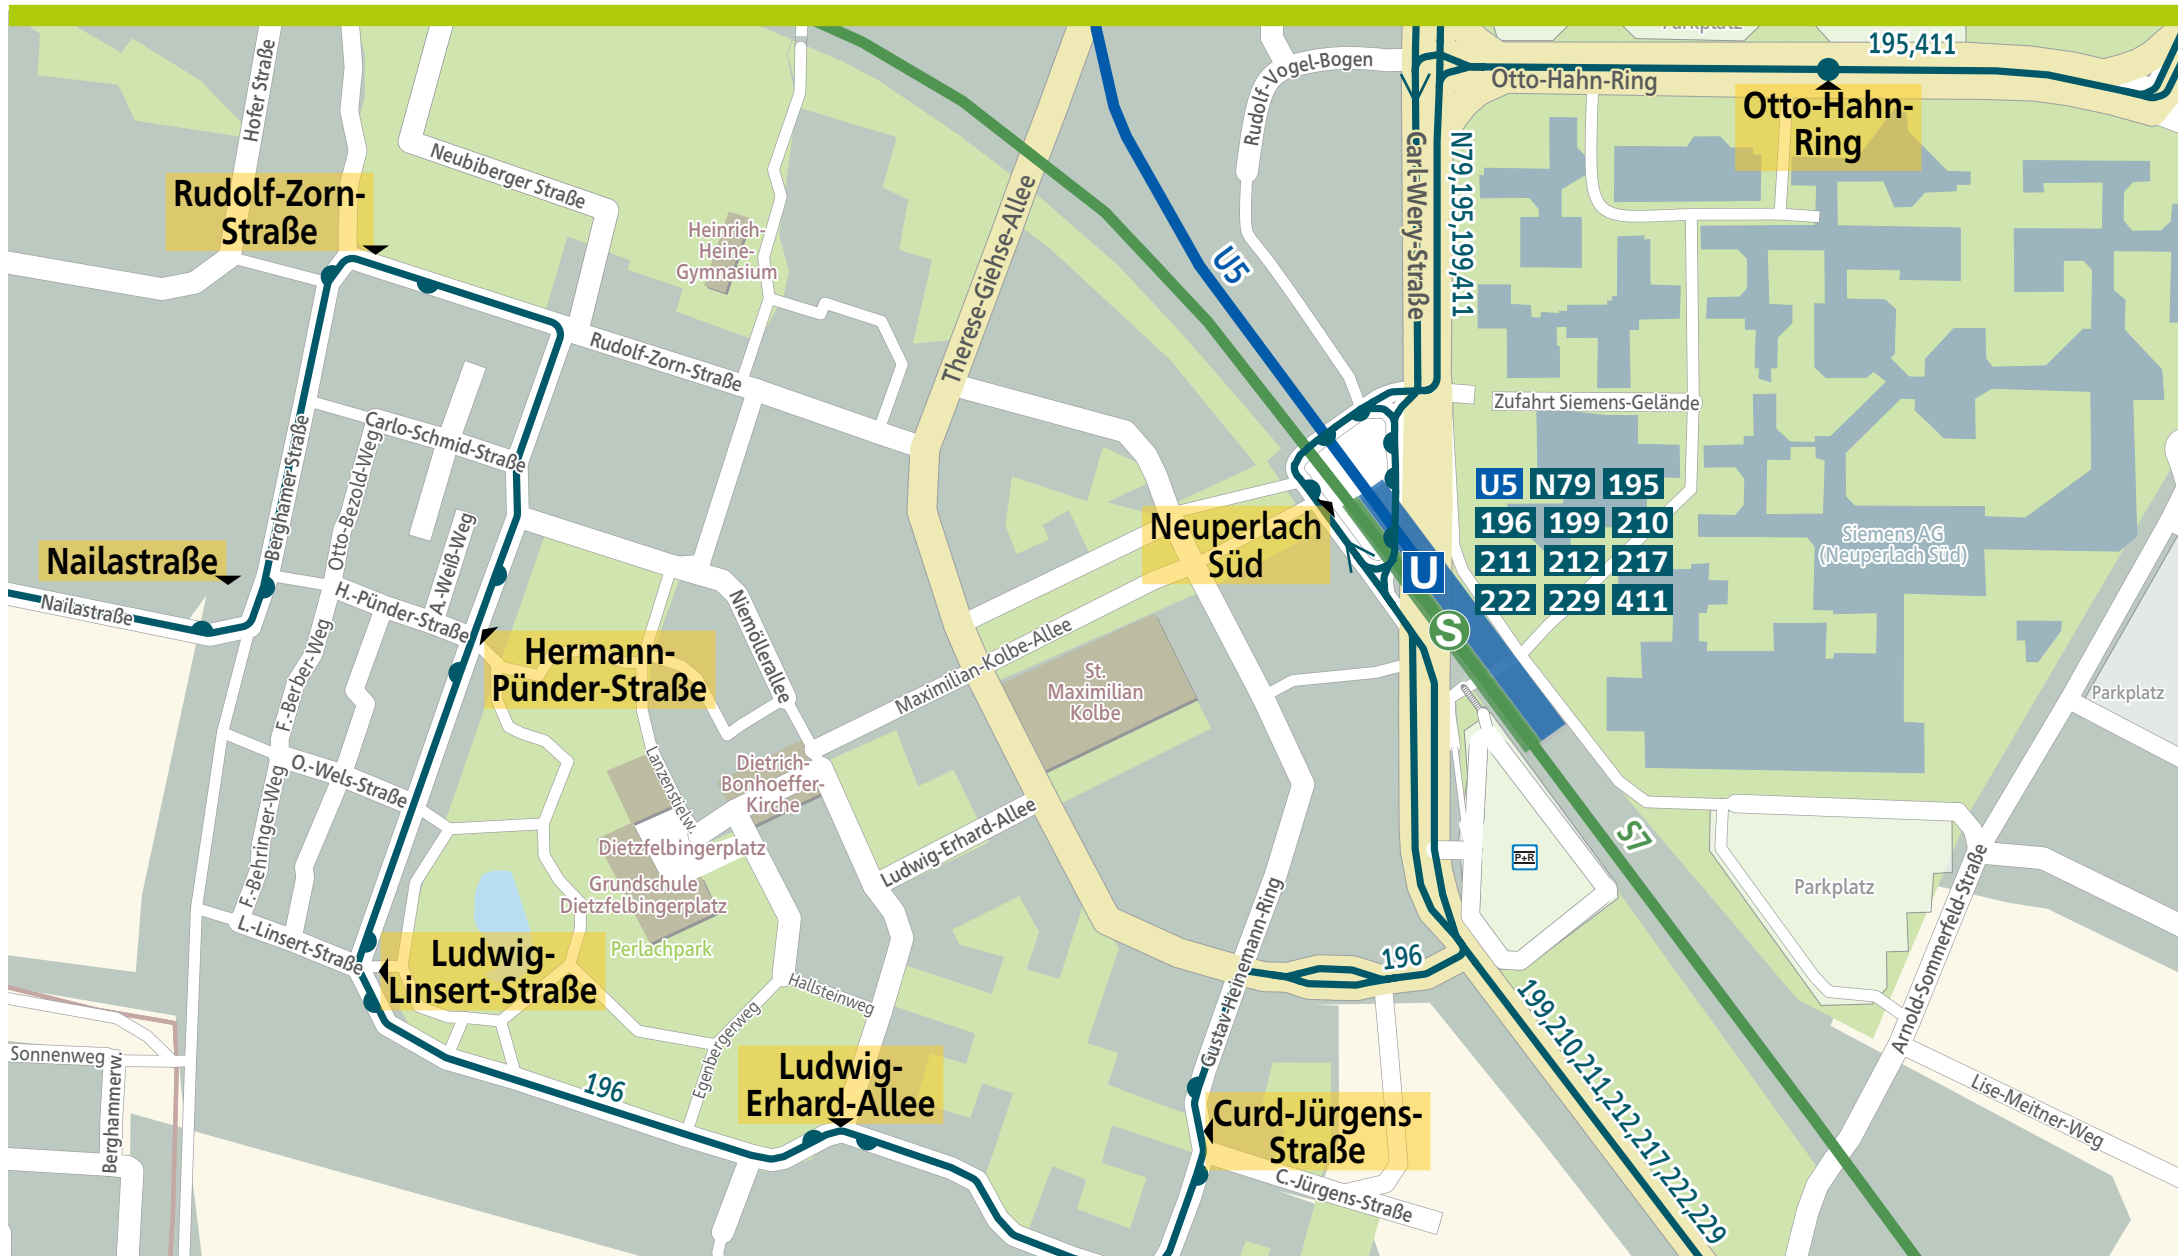 Parkplatz
195,411
Otto-Hahn-Ring
Otto-Hahn-
Ring
Rudolf-Vogel-Bogen
Hofer Straße
Neubiberger Straße
Rudolf-Zorn-
Straße
Heinrich-
Heine-
Gymnasium
Therese-Giehse-Allee
U5
Carl-Wery-Straße
N79,195,199,411
Rudolf-Zorn-Straße
Zufahrt Siemens-Gelände
Carlo-Schmid-Straße
Otto-Bezold-Weg
Berghamer-Straße
A.-Weiß-Weg
Nailastraße
Nailastraße
H.-Pünder-Straße
Hermann-
Pünder-Straße
F.-Berber-Weg
Niemöllerallee
Neuperlach
Süd
U5 N79 195
196 199 210
211 212 217
222 229 411
U
S
Siemens AG
(Neuperlach Süd)
Maximilian-Kolbe-Allee
St.
Maximilian
Kolbe
Parkplatz
O.-Wels-Straße
F.-Behringer-Weg
Lanzenstielw.
Dietrich-
Bonhoeffer-
Kirche
Dietzfelbingerplatz
Grundschule
Dietzfelbingerplatz
Ludwig-Erhard-Allee
S7
P+R
Parkplatz
Arnold-Sommerfeld-Straße
L.-Linsert-Straße
Ludwig-
Linsert-Straße
Perlachpark
Hallsteinweg
Egenbergerweg
Gustav-Heinemann-Ring
196
199,210,211,212,217,222,229
Sonnenweg
Berghammerw.
196
Ludwig-
Erhard-Allee
Curd-Jürgens-
Straße
C.-Jürgens-Straße
Lise-Meitner-Weg